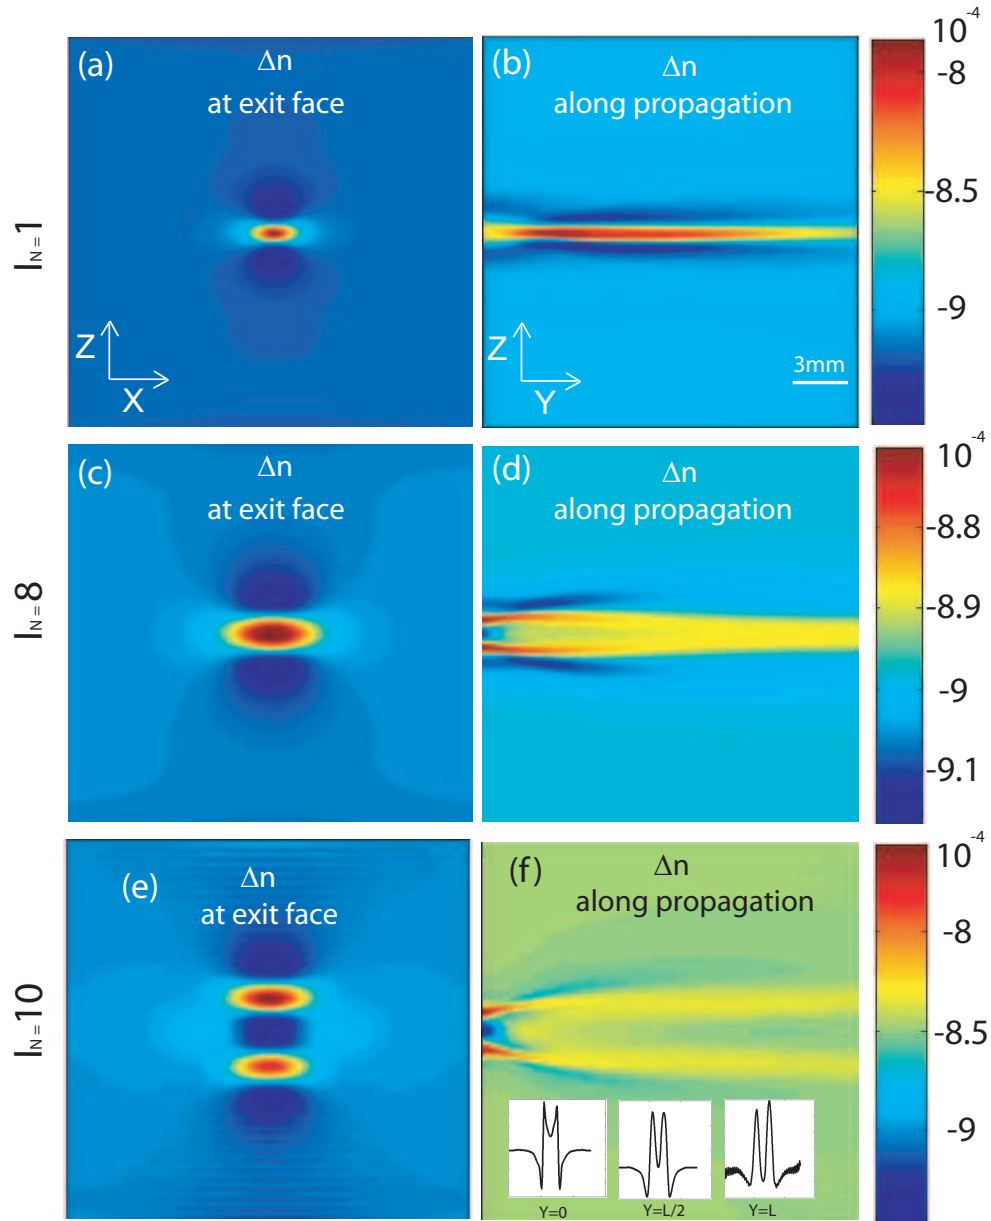 (a)
Δn
at exit face
Z
X
I_N=1
(b)
Δn
along propagation
Z
Y
3mm
10^-4
-8
-8.5
-9
(c)
Δn
at exit face
I_N=8
(d)
Δn
along propagation
10^-4
-8.8
-8.9
-9
-9.1
(e)
Δn
at exit face
I_N=10
(f)
Δn
along propagation
Y=0
Y=L/2
Y=L
10^-4
-8
-8.5
-9